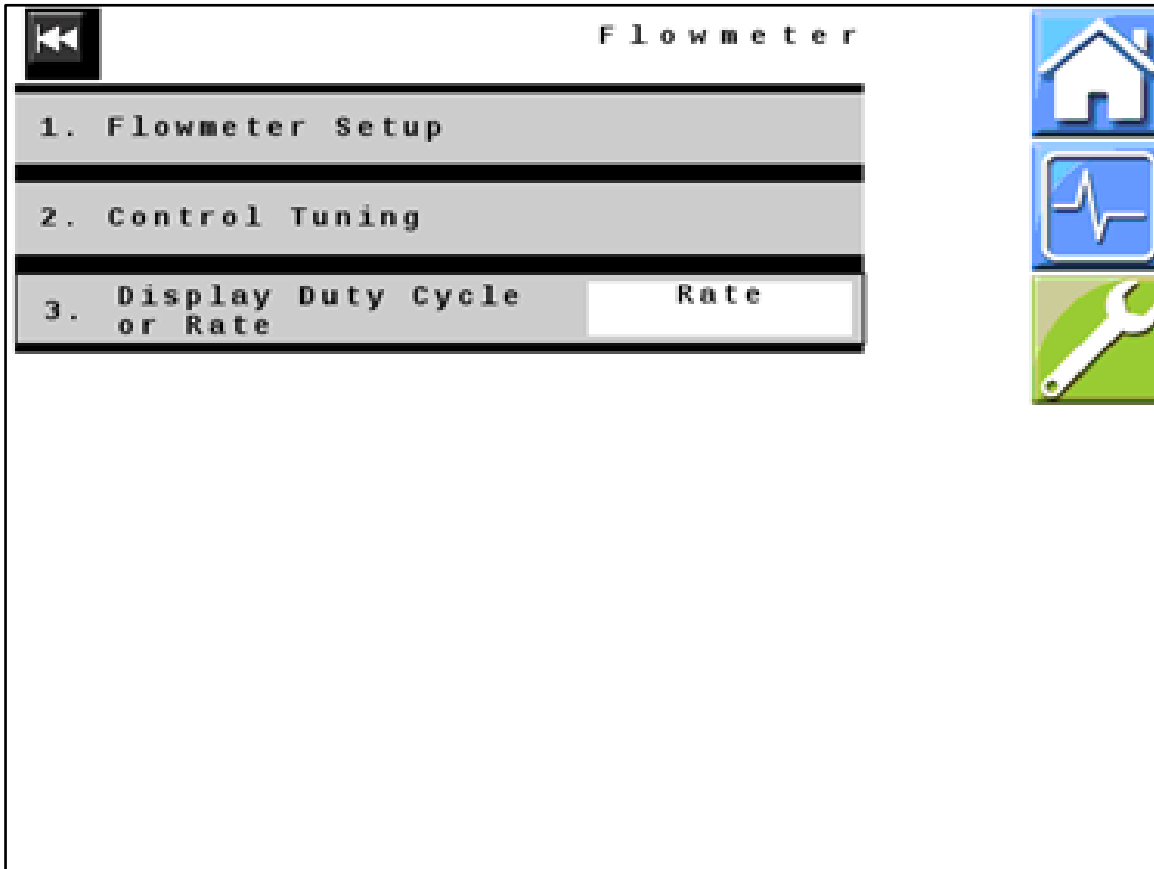 Flowmeter
1. Flowmeter Setup
2. Control Tuning
3. Display Duty Cycle
or Rate
Rate